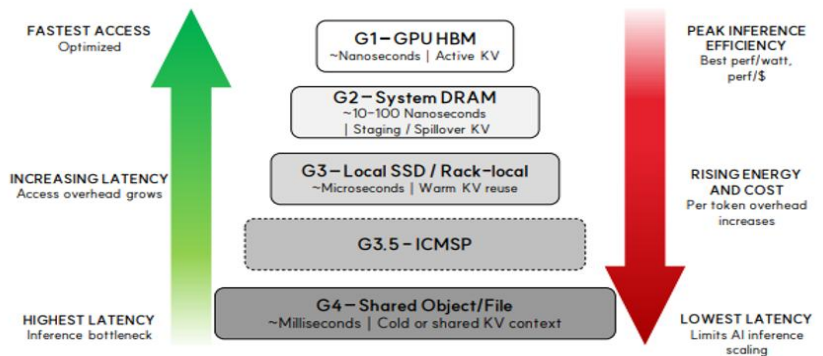 FASTEST ACCESS
Optimized
G1–GPU HBM
~Nanoseconds | Active KV
PEAK INFERENCE
EFFICIENCY
Best perf/watt,
perf/$
G2–System DRAM
~10-100 Nanoseconds
| Staging / Spillover KV
INCREASING LATENCY
Access overhead grows
G3–Local SSD / Rack-local
~Microseconds | Warm KV reuse
RISING ENERGY
AND COST
Per token overhead
increases
G3.5–ICMSP
HIGHEST LATENCY
Inference bottleneck
G4–Shared Object/File
~Milliseconds | Cold or shared KV context
LOWEST LATENCY
Limits AI inference
scaling